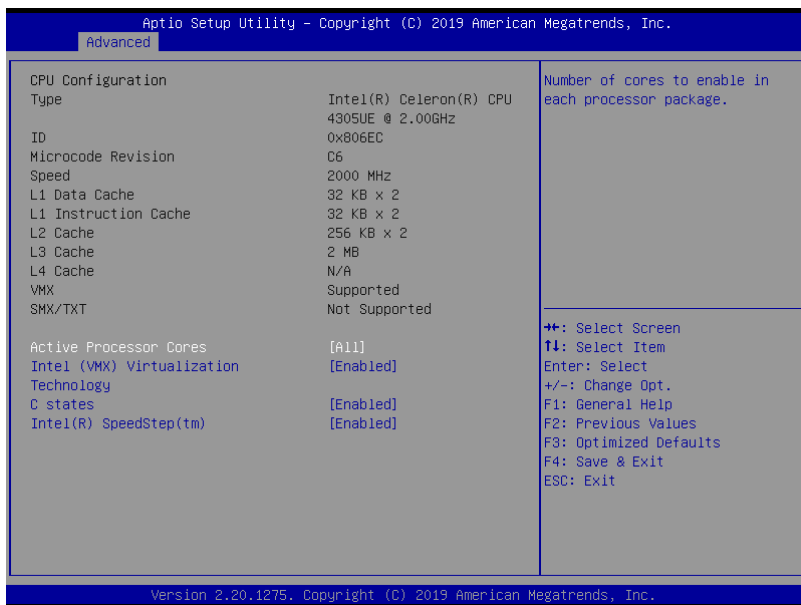 Aptio Setup Utility – Copyright (C) 2019 American Megatrends, Inc.
Advanced
CPU Configuration
Type Intel(R) Celeron(R) CPU
4305UE @ 2.00GHz
ID 0x806EC
Microcode Revision C6
Speed 2000 MHz
L1 Data Cache 32 KB x 2
L1 Instruction Cache 32 KB x 2
L2 Cache 256 KB x 2
L3 Cache 2 MB
L4 Cache N/A
VMX Supported
SMX/TXT Not Supported
Active Processor Cores [All]
Intel (VMX) Virtualization [Enabled]
Technology
C states [Enabled]
Intel(R) SpeedStep(tm) [Enabled]
Number of cores to enable in
each processor package.
→←: Select Screen
↑↓: Select Item
Enter: Select
+/-: Change Opt.
F1: General Help
F2: Previous Values
F3: Optimized Defaults
F4: Save & Exit
ESC: Exit
Version 2.20.1275. Copyright (C) 2019 American Megatrends, Inc.